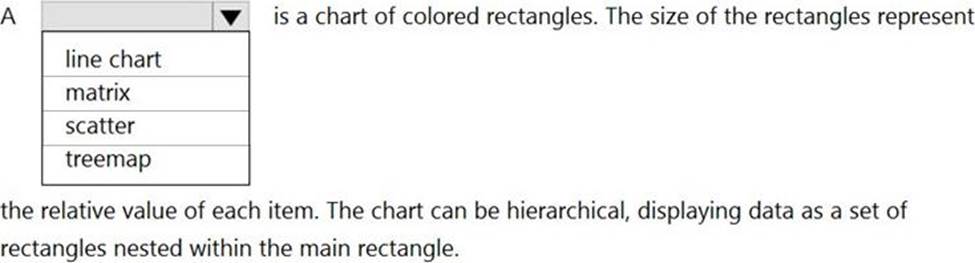 A is a chart of colored rectangles. The size of the rectangles represent
line chart
matrix
scatter
treemap
the relative value of each item. The chart can be hierarchical, displaying data as a set of
rectangles nested within the main rectangle.